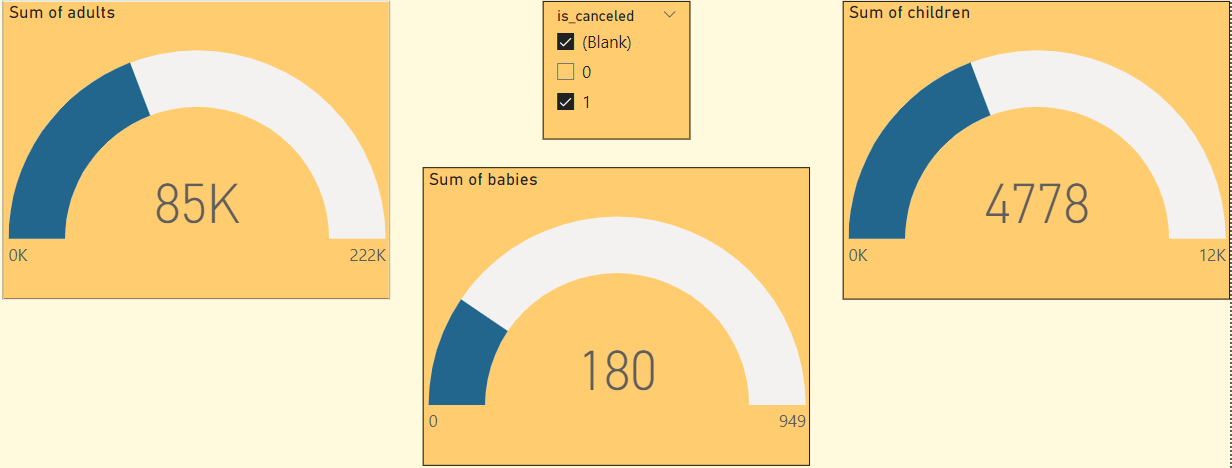 Sum of adults
85K
0K
222K
is_canceled
(Blank)
0
1
Sum of children
4778
0K
12K
Sum of babies
180
0
949